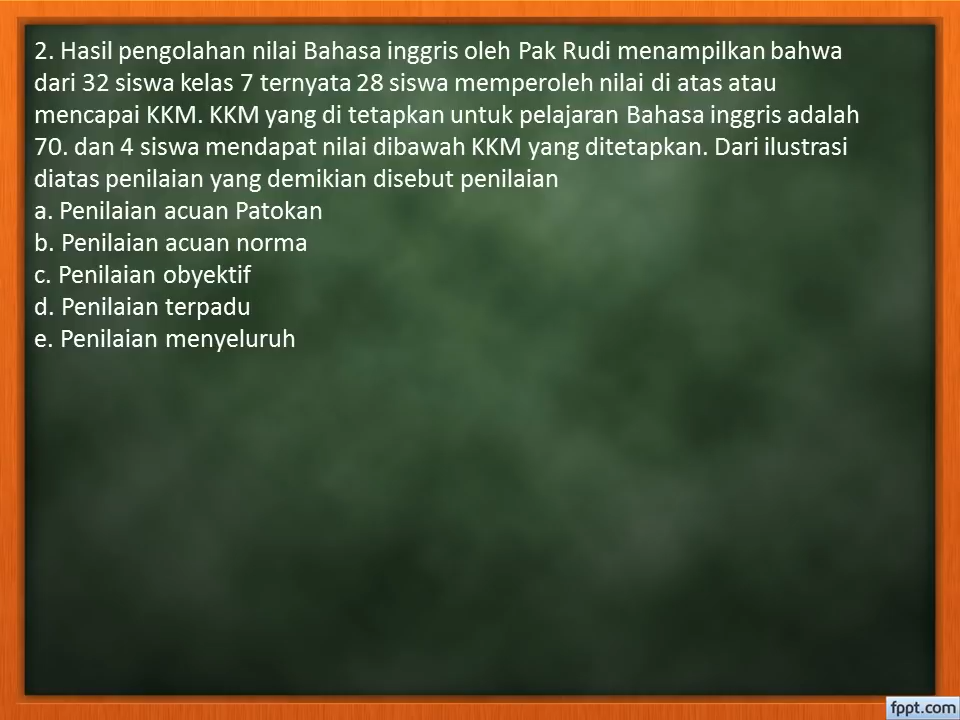 2. Hasil pengolahan nilai Bahasa inggris oleh Pak Rudi menampilkan bahwa
dari 32 siswa kelas 7 ternyata 28 siswa memperoleh nilai di atas atau
mencapai KKM. KKM yang di tetapkan untuk pelajaran Bahasa inggris adalah
70. dan 4 siswa mendapat nilai dibawah KKM yang ditetapkan. Dari ilustrasi
diatas penilaian yang demikian disebut penilaian
a. Penilaian acuan Patokan
b. Penilaian acuan norma
c. Penilaian obyektif
d. Penilaian terpadu
e. Penilaian menyeluruh
fppt.com